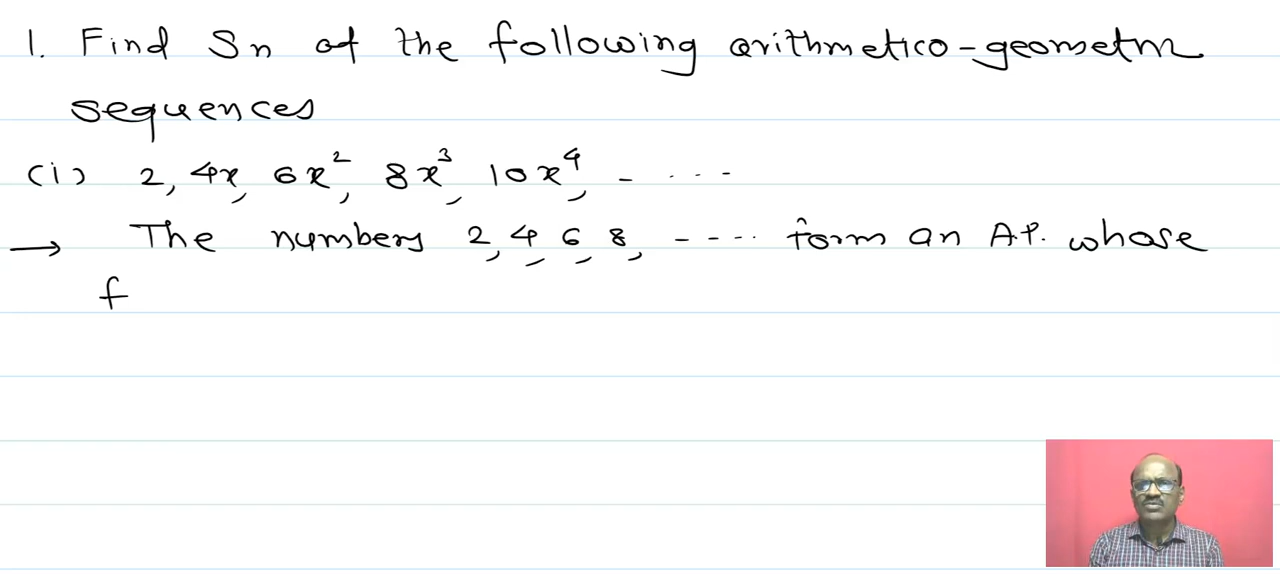 1. Find Sn of the following arithmetico-geometric
sequences
(i) 2, 4x, 6x², 8x³, 10x⁴, - ....
→ The numbers 2, 4, 6, 8, ---.. form an A.P. whose
f